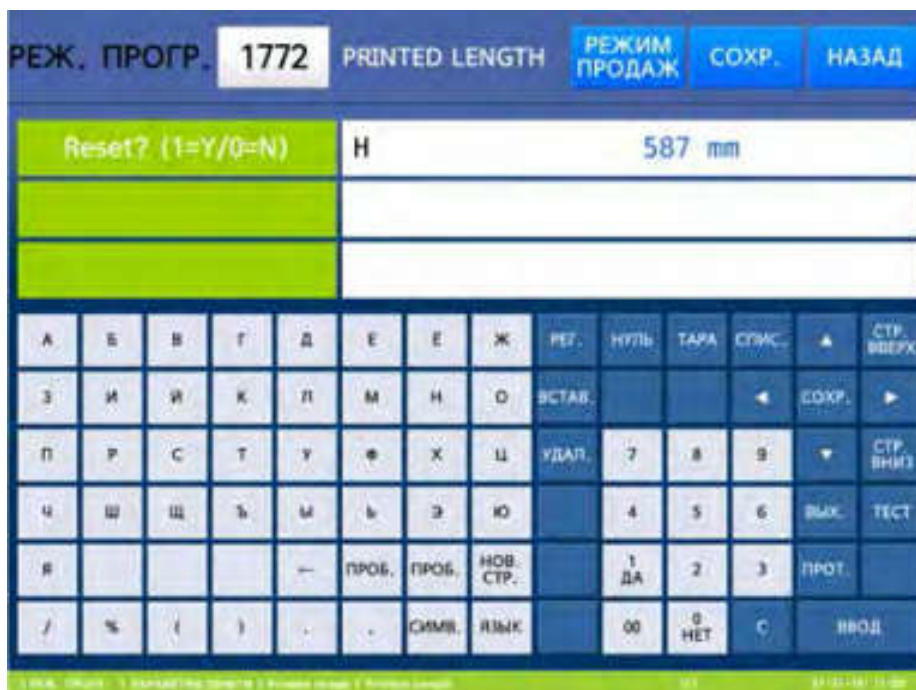 РЕЖ. ПРОГР. 1772 PRINTED LENGTH РЕЖИМ ПРОДАЖ СОХР. НАЗАД
Reset? (1=Y/0=N) Н 587 mm
А Б В Г Д Е Ё Ж РЕГ. НУЛЬ ТАРА СПИС. ▲ СТР. ВВЕРХ
З И Й К Л М Н О ВСТАВ. ◄ СОХР. ►
П Р С Т У Ф Х Ц УДАЛ. 7 8 9 ▼ СТР. ВНИЗ
Ч Ш Щ Ъ Ы Ь Э Ю 4 5 6 ВЫХ. ТЕСТ
Я ← ПРОБ. ПРОБ. НОВ. СТР. 1 ДА 2 3 ПРОТ.
/ % ( ) СИМВ. ЯЗЫК 00 0 НЕТ C ВВОД